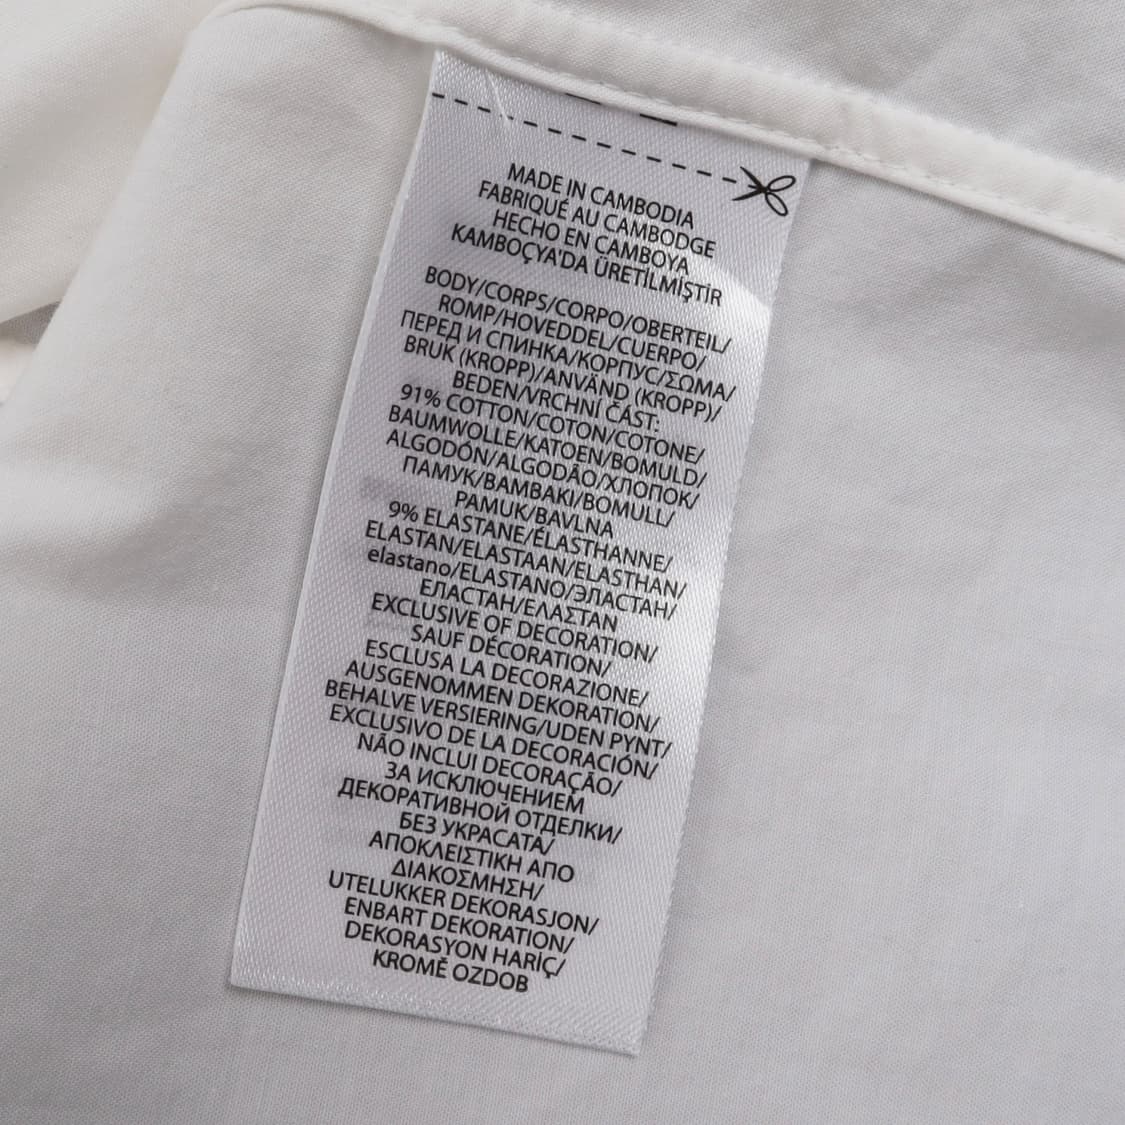 MADE IN CAMBODIA
FABRIQUÉ AU CAMBODGE
HECHO EN CAMBOYA
KAMBOÇYA'DA ÜRETİLMİŞTİR
BODY/CORPS/CORPO/OBERTEIL/
ROMP/HOVEDDEL/CUERPO/
ПЕРЕД И СПИНКА/КОРПУС/ΣΩΜΑ/
BRUK (KROPP)/ANVÄND (KROPP)/
BEDEN/VRCHNÍ ČÁST:
91% COTTON/COTON/COTONE/
BAUMWOLLE/KATOEN/BOMULD/
ALGODÓN/ALGODÃO/ХЛОПОК/
ПАМУК/BAMBAKI/BOMULL/
PAMUK/BAVLNA
9% ELASTANE/ÉLASTHANNE/
ELASTAN/ELASTAAN/ELASTHAN/
elastano/ELASTANO/ЭЛАСТАН/
ЕЛАСТАН/ΕΛΑΣΤΑΝ
EXCLUSIVE OF DECORATION/
SAUF DÉCORATION/
ESCLUSA LA DECORAZIONE/
AUSGENOMMEN DEKORATION/
BEHALVE VERSIERING/UDEN PYNT/
EXCLUSIVO DE LA DECORACIÓN/
NÃO INCLUI DECORAÇÃO/
ЗА ИСКЛЮЧЕНИЕМ
ДЕКОРАТИВНОЙ ОТДЕЛКИ/
БЕЗ УКРАСАТА/
ΑΠΟΚΛΕΙΣΤΙΚΗ ΑΠΟ
ΔΙΑΚΟΣΜΗΣΗ/
UTELUKKER DEKORASJON/
ENBART DEKORATION/
DEKORASYON HARİÇ/
KROMĚ OZDOB